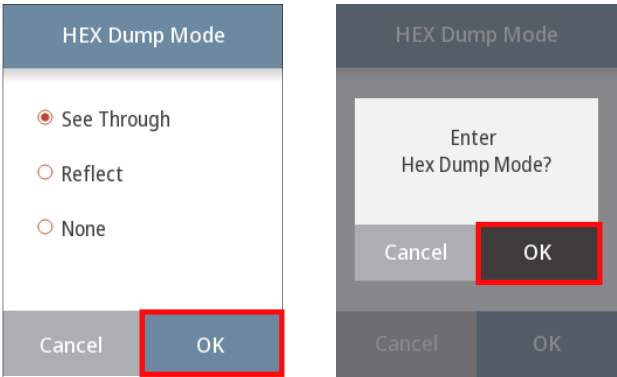 HEX Dump Mode
See Through
Reflect
None
Cancel OK
HEX Dump Mode
Enter
Hex Dump Mode?
Cancel OK
Cancel OK